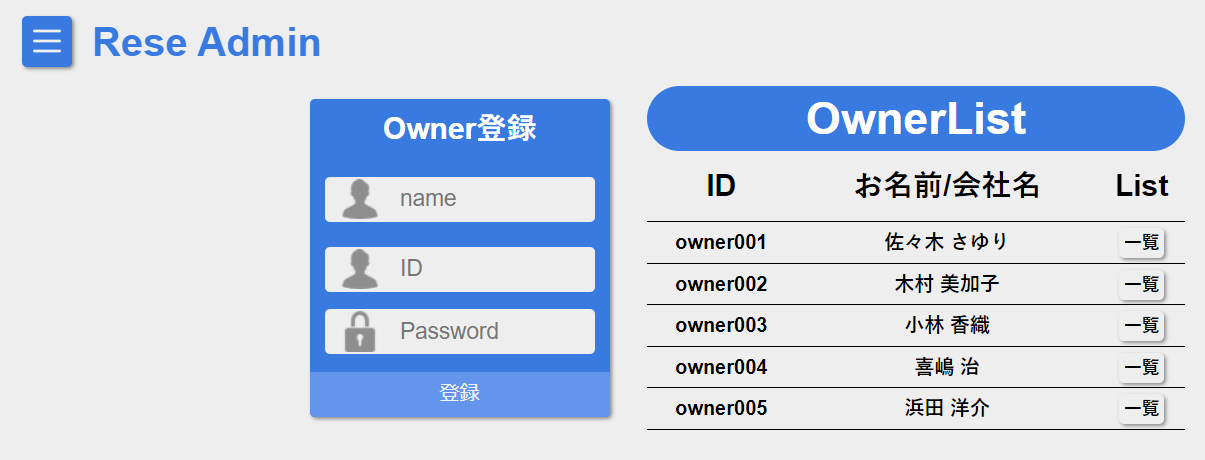 Rese Admin
Owner登録
name
ID
Password
登録
OwnerList
ID お名前/会社名 List
owner001 佐々木 さゆり 一覧
owner002 木村 美加子 一覧
owner003 小林 香織 一覧
owner004 喜嶋 治 一覧
owner005 浜田 洋介 一覧